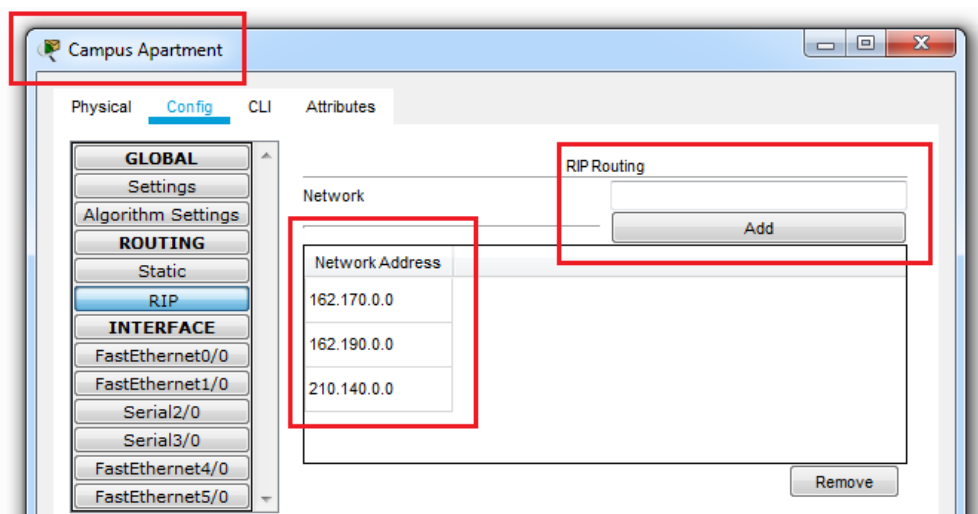 Campus Apartment
Physical Config CLI Attributes
GLOBAL
Settings
Algorithm Settings
ROUTING
Static
RIP
INTERFACE
FastEthernet0/0
FastEthernet1/0
Serial2/0
Serial3/0
FastEthernet4/0
FastEthernet5/0
RIP Routing
Network
Add
Network Address
162.170.0.0
162.190.0.0
210.140.0.0
Remove